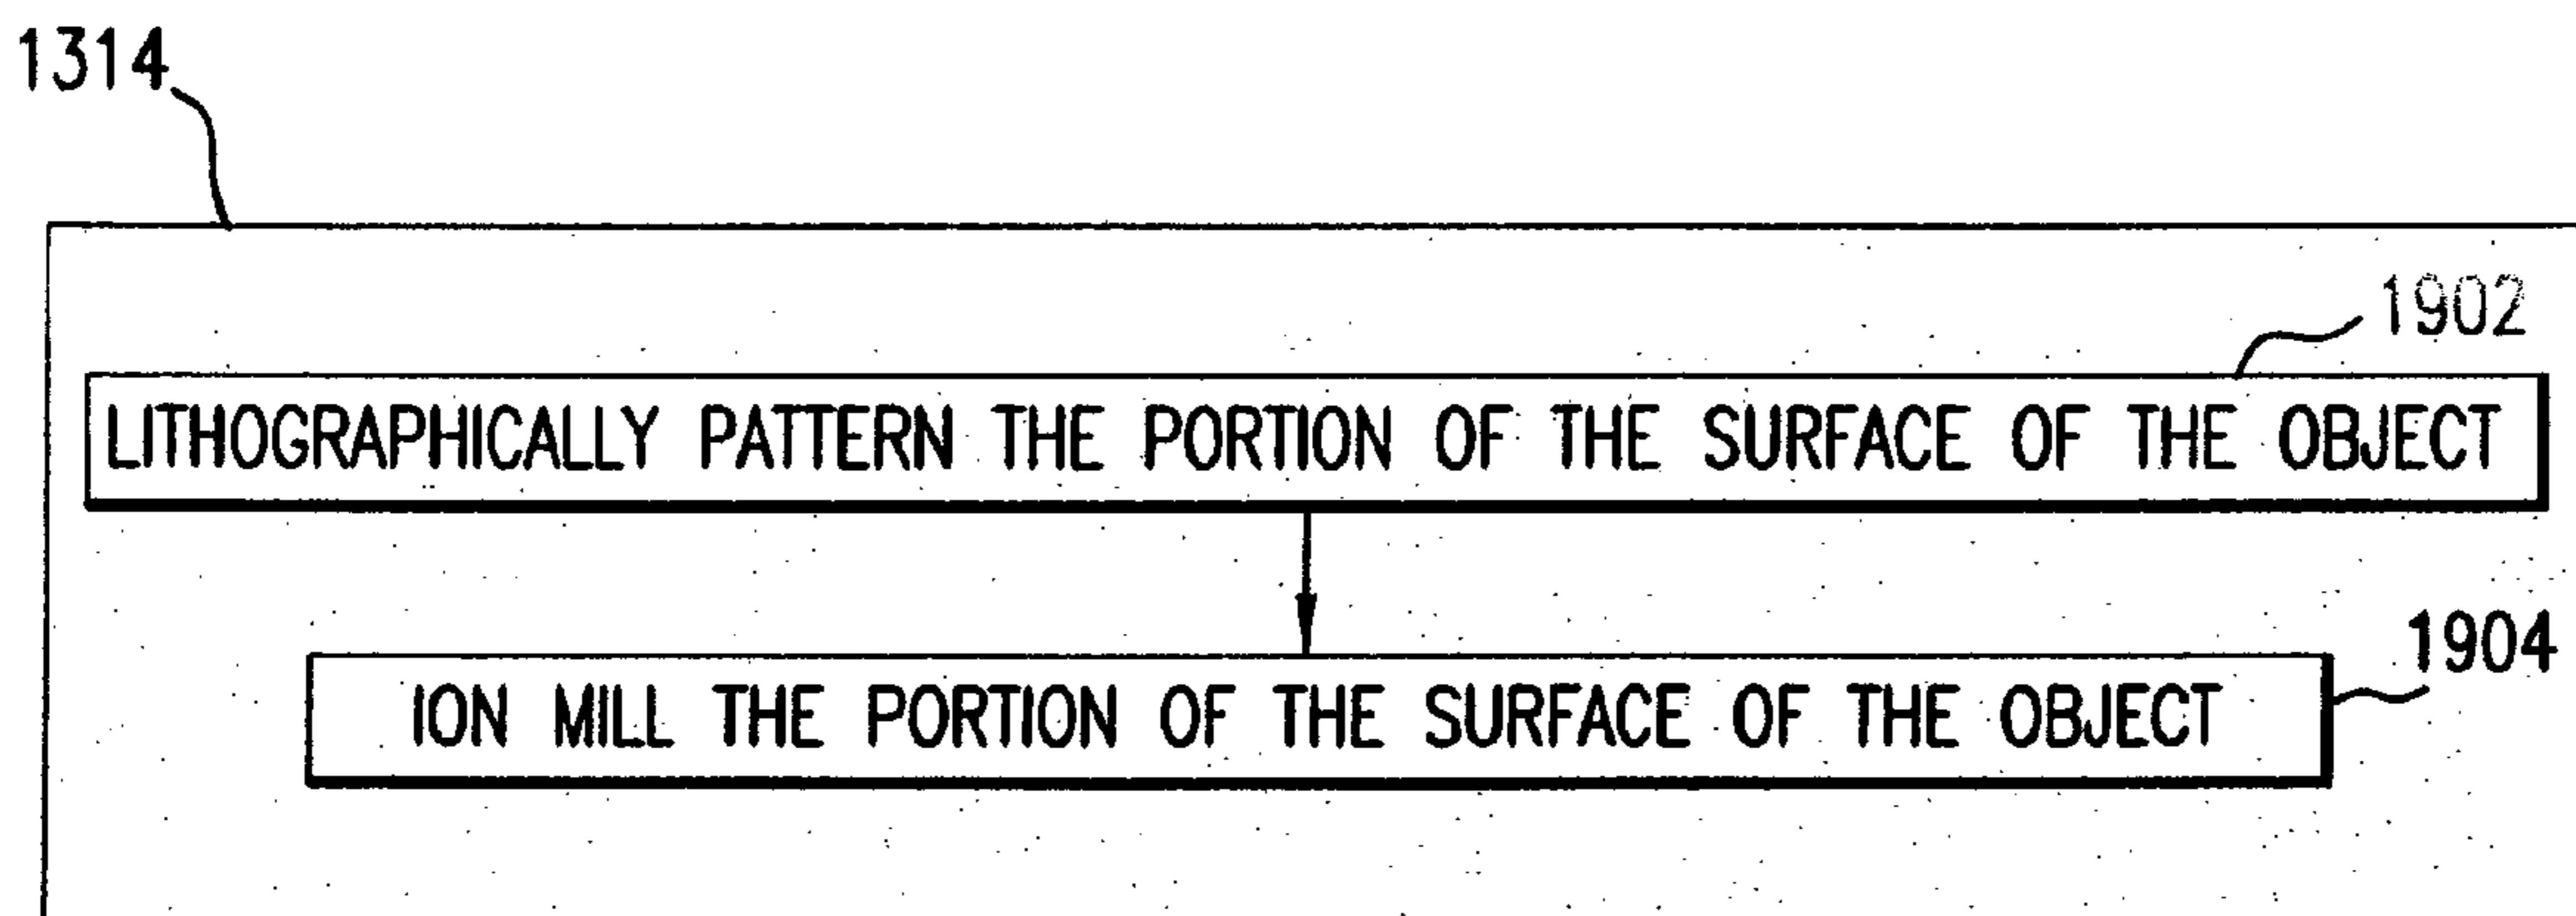 1314
1902
LITHOGRAPHICALLY PATTERN THE PORTION OF THE SURFACE OF THE OBJECT
1904
ION MILL THE PORTION OF THE SURFACE OF THE OBJECT